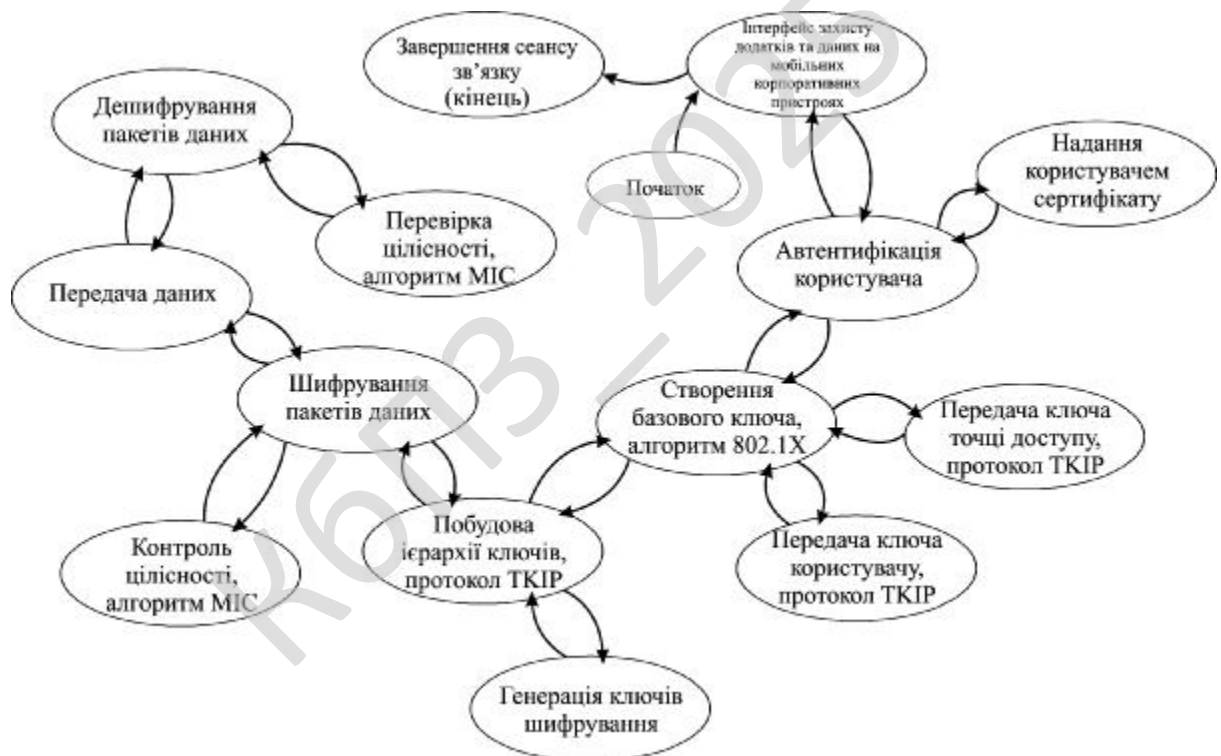 Інтерфейс захисту
додатків та даних на
мобільних
корпоративних
пристроях
Завершення сеансу
зв’язку
(кінець)
Дешифрування
пакетів даних
Надання
користувачем
сертифікату
Початок
Перевірка
цілісності,
алгоритм MIC
Автентифікація
користувача
Передача даних
Шифрування
пакетів даних
Створення
базового ключа,
алгоритм 802.1X
Передача ключа
точці доступу,
протокол TKIP
Побудова
ієрархії ключів,
протокол TKIP
Передача ключа
користувачу,
протокол TKIP
Контроль
цілісності,
алгоритм MIC
Генерація ключів
шифрування
КбПЗ_2025